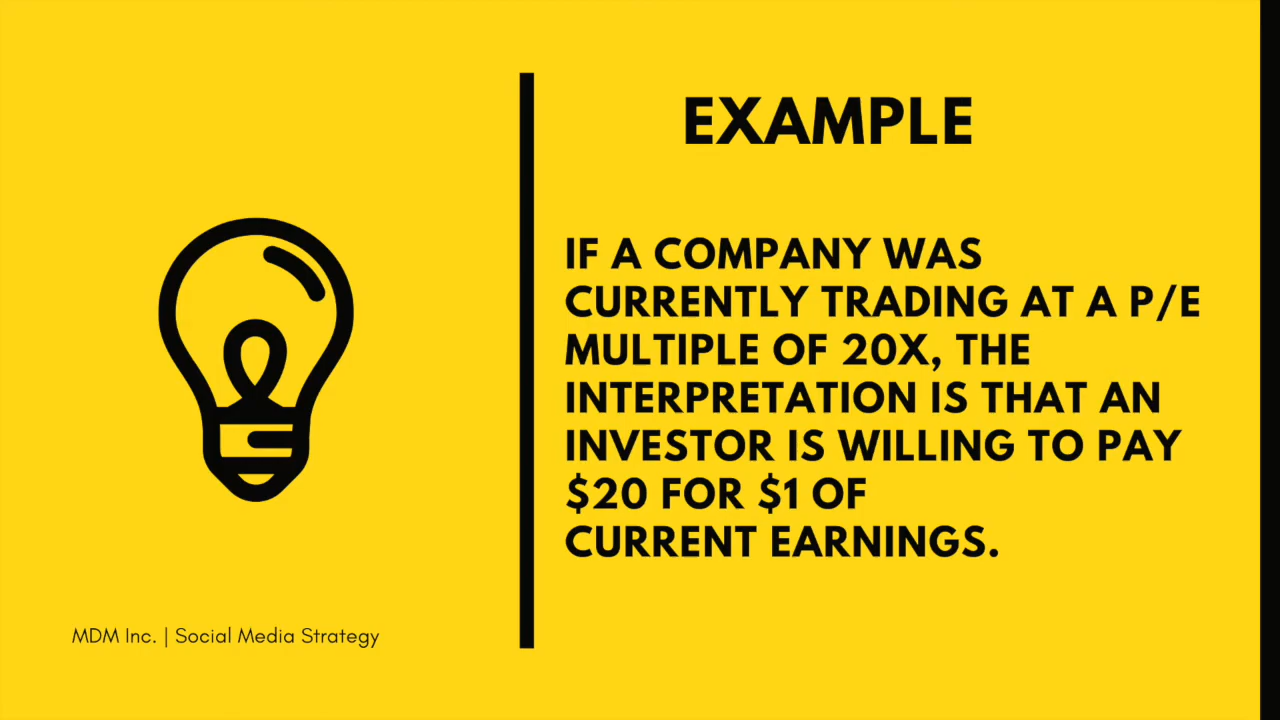 EXAMPLE
IF A COMPANY WAS
CURRENTLY TRADING AT A P/E
MULTIPLE OF 20X, THE
INTERPRETATION IS THAT AN
INVESTOR IS WILLING TO PAY
$20 FOR $1 OF
CURRENT EARNINGS.
MDM Inc. | Social Media Strategy